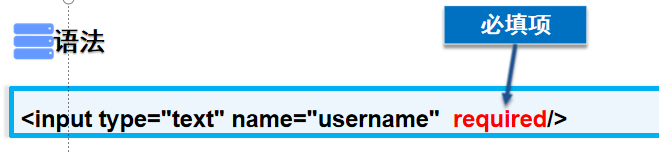 必填项
语法
<input type="text" name="username"  required/>